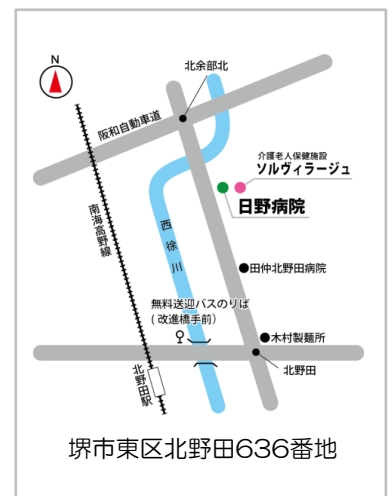 N
北余部北
阪和自動車道
介護老人保健施設
ソルヴィラージュ
日野病院
南海高野線
西徐川
田仲北野田病院
無料送迎バスのりば
(改進橋手前)
木村製麺所
北野田
北野田駅
堺市東区北野田636番地